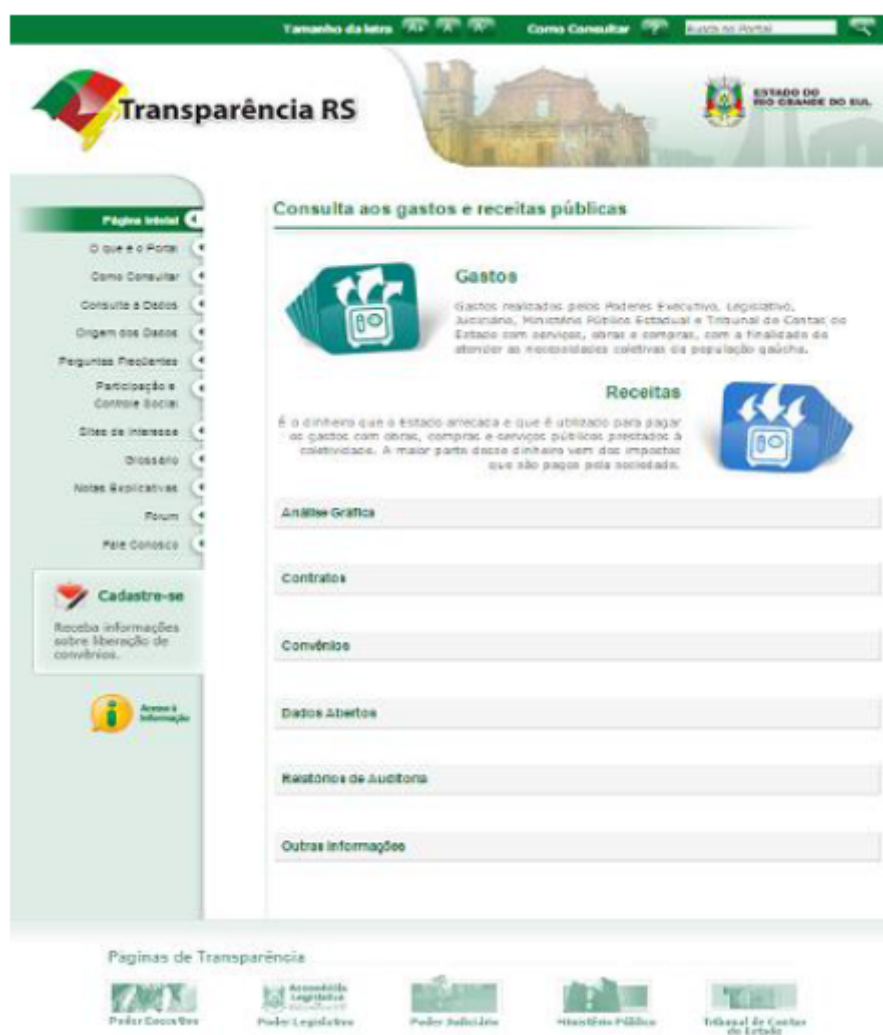 Tamanho da letra A+ A A-
Como Consultar ?
Busca no Portal
Transparência RS
ESTADO DO
RIO GRANDE DO SUL
Página Inicial
O que é o Portal
Como Consultar
Consulta a Dados
Origem dos Dados
Perguntas Freqüentes
Participação e
Controle Social
Sites de Interesse
Glossário
Notas Explicativas
Fórum
Fale Conosco
Cadastre-se
Receba informações
sobre liberação de
convênios.
Acesso à
Informação
Consulta aos gastos e receitas públicas
Gastos
Gastos realizados pelos Poderes Executivo, Legislativo,
Judiciário, Ministério Público Estadual e Tribunal de Contas do
Estado com serviços, obras e compras, com a finalidade de
atender as necessidades coletivas da população gaúcha.
Receitas
É o dinheiro que o Estado arrecada e que é utilizado para pagar
os gastos com obras, compras e serviços públicos prestados à
coletividade. A maior parte desse dinheiro vem dos impostos
que são pagos pela sociedade.
Análise Gráfica
Contratos
Convênios
Dados Abertos
Relatórios de Auditoria
Outras Informações
Páginas de Transparência
Poder Executivo
Assembleia
Legislativa
Poder Legislativo
Poder Judiciário
Ministério Público
Tribunal de Contas
do Estado